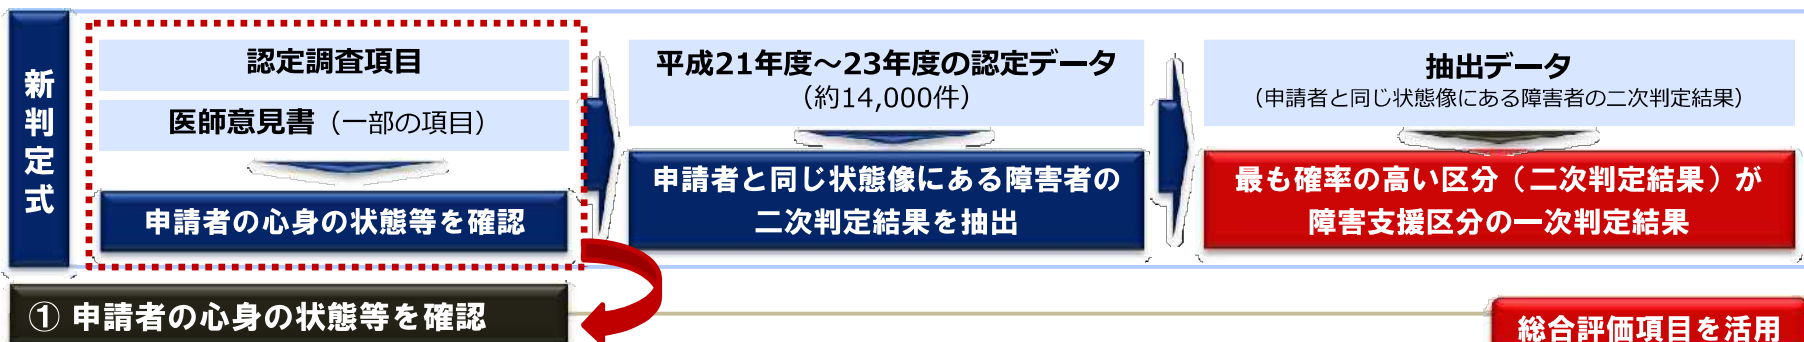 新判定式
認定調査項目
医師意見書（一部の項目）
申請者の心身の状態等を確認
平成21年度～23年度の認定データ
（約14,000件）
申請者と同じ状態像にある障害者の
二次判定結果を抽出
抽出データ
（申請者と同じ状態像にある障害者の二次判定結果）
最も確率の高い区分（二次判定結果）が
障害支援区分の一次判定結果
① 申請者の心身の状態等を確認
総合評価項目を活用